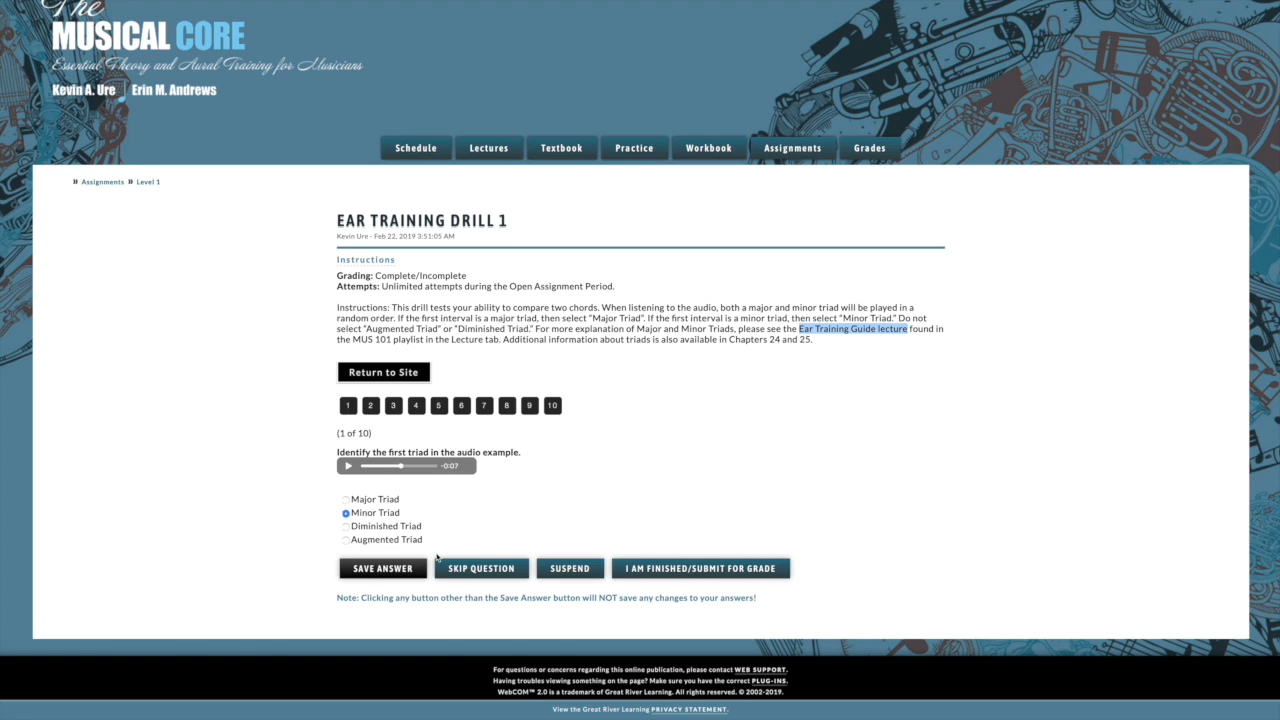 The
MUSICAL CORE
Essential Theory and Aural Training for Musicians
Kevin A. Ure Erin M. Andrews
Schedule Lectures Textbook Practice Workbook Assignments Grades
» Assignments » Level 1
EAR TRAINING DRILL 1
Kevin Ure - Feb 22, 2019 3:51:05 AM
Instructions
Grading: Complete/Incomplete
Attempts: Unlimited attempts during the Open Assignment Period.
Instructions: This drill tests your ability to compare two chords. When listening to the audio, both a major and minor triad will be played in a
random order. If the first interval is a major triad, then select "Major Triad". If the first interval is a minor triad, then select "Minor Triad." Do not
select "Augmented Triad" or "Diminished Triad." For more explanation of Major and Minor Triads, please see the Ear Training Guide lecture found in
the MUS 101 playlist in the Lecture tab. Additional information about triads is also available in Chapters 24 and 25.
Return to Site
1 2 3 4 5 6 7 8 9 10
(1 of 10)
Identify the first triad in the audio example.
-0:07
Major Triad
Minor Triad
Diminished Triad
Augmented Triad
SAVE ANSWER SKIP QUESTION SUSPEND I AM FINISHED/SUBMIT FOR GRADE
Note: Clicking any button other than the Save Answer button will NOT save any changes to your answers!
For questions or concerns regarding this online publication, please contact WEB SUPPORT.
Having troubles viewing something on the page? Make sure you have the correct PLUG-INS.
WebCOM™ 2.0 is a trademark of Great River Learning. All rights reserved. © 2002-2019.
View the Great River Learning PRIVACY STATEMENT.